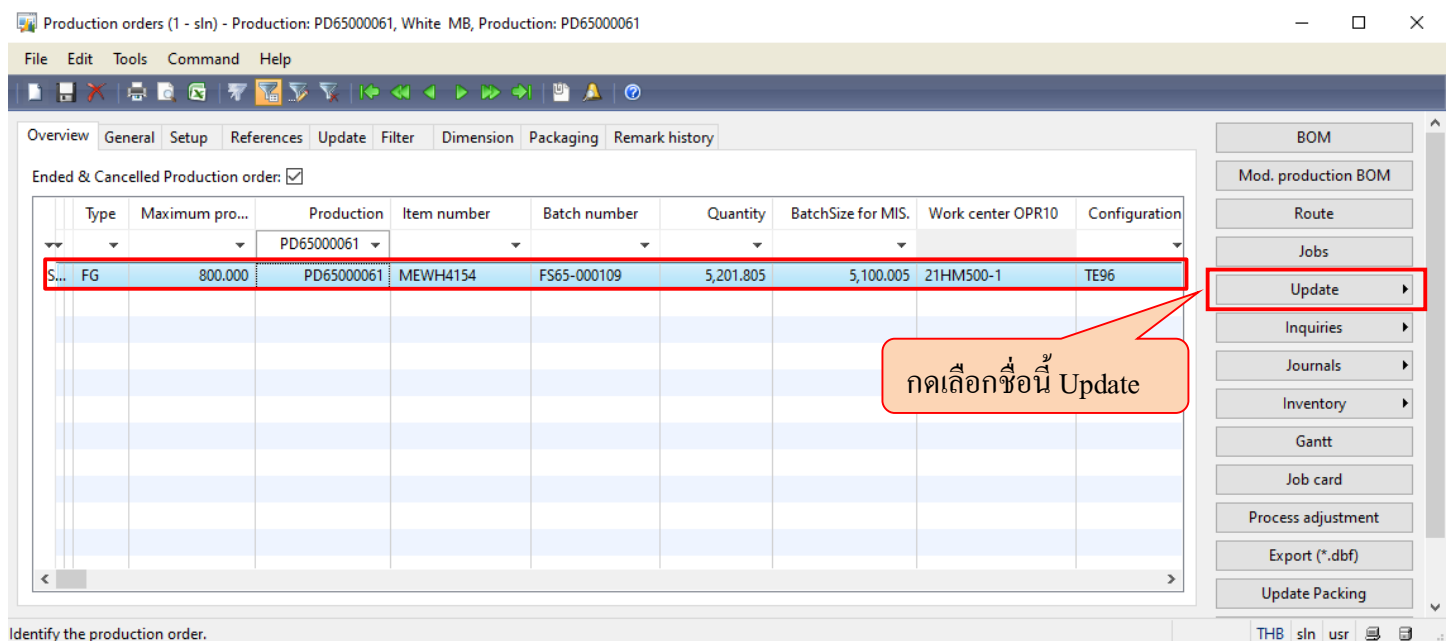 Production orders (1 - sln) - Production: PD65000061, White MB, Production: PD65000061
File Edit Tools Command Help
Overview General Setup References Update Filter Dimension Packaging Remark history
Ended & Cancelled Production order:
Type Maximum pro... Production Item number Batch number Quantity BatchSize for MIS. Work center OPR10 Configuration
PD65000061
S... FG 800.000 PD65000061 MEWH4154 FS65-000109 5,201.805 5,100.005 21HM500-1 TE96
กดเลือกชื่อนี้ Update
BOM
Mod. production BOM
Route
Jobs
Update
Inquiries
Journals
Inventory
Gantt
Job card
Process adjustment
Export (*.dbf)
Update Packing
Identify the production order.
THB sln usr